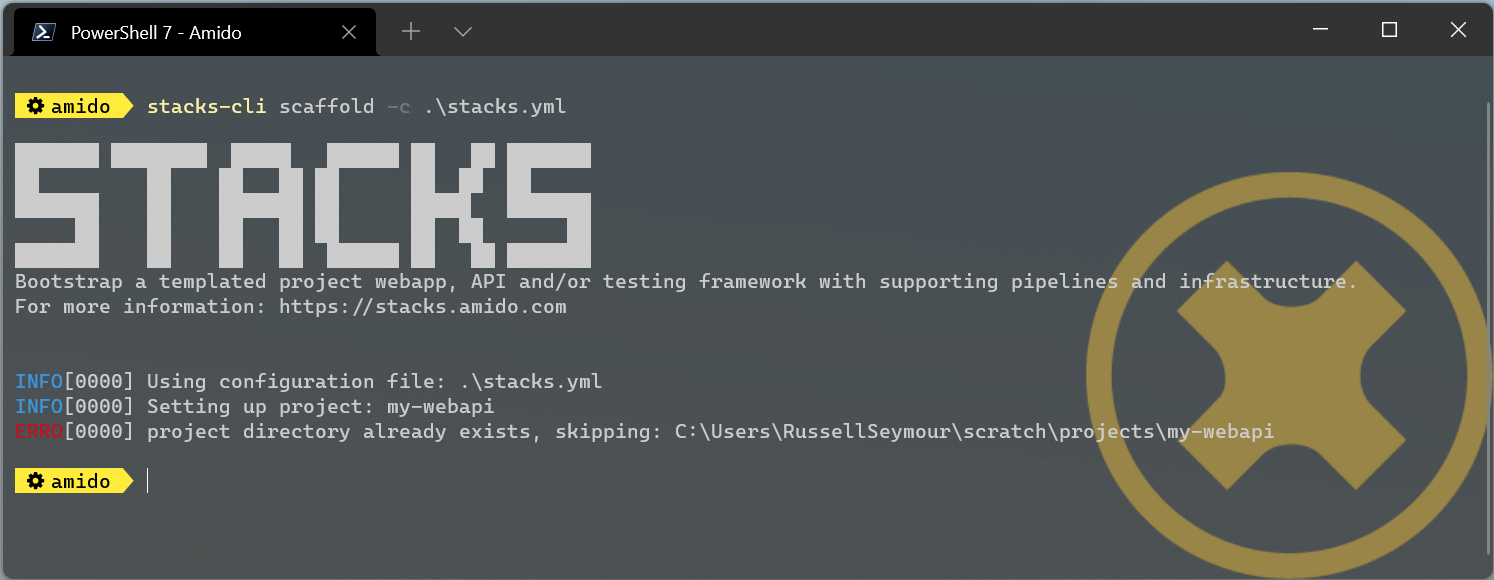 PowerShell 7 - Amido
amido stacks-cli scaffold -c .\stacks.yml
STACKS
Bootstrap a templated project webapp, API and/or testing framework with supporting pipelines and infrastructure.
For more information: https://stacks.amido.com
INFO[0000] Using configuration file: .\stacks.yml
INFO[0000] Setting up project: my-webapi
ERRO[0000] project directory already exists, skipping: C:\Users\RussellSeymour\scratch\projects\my-webapi
amido